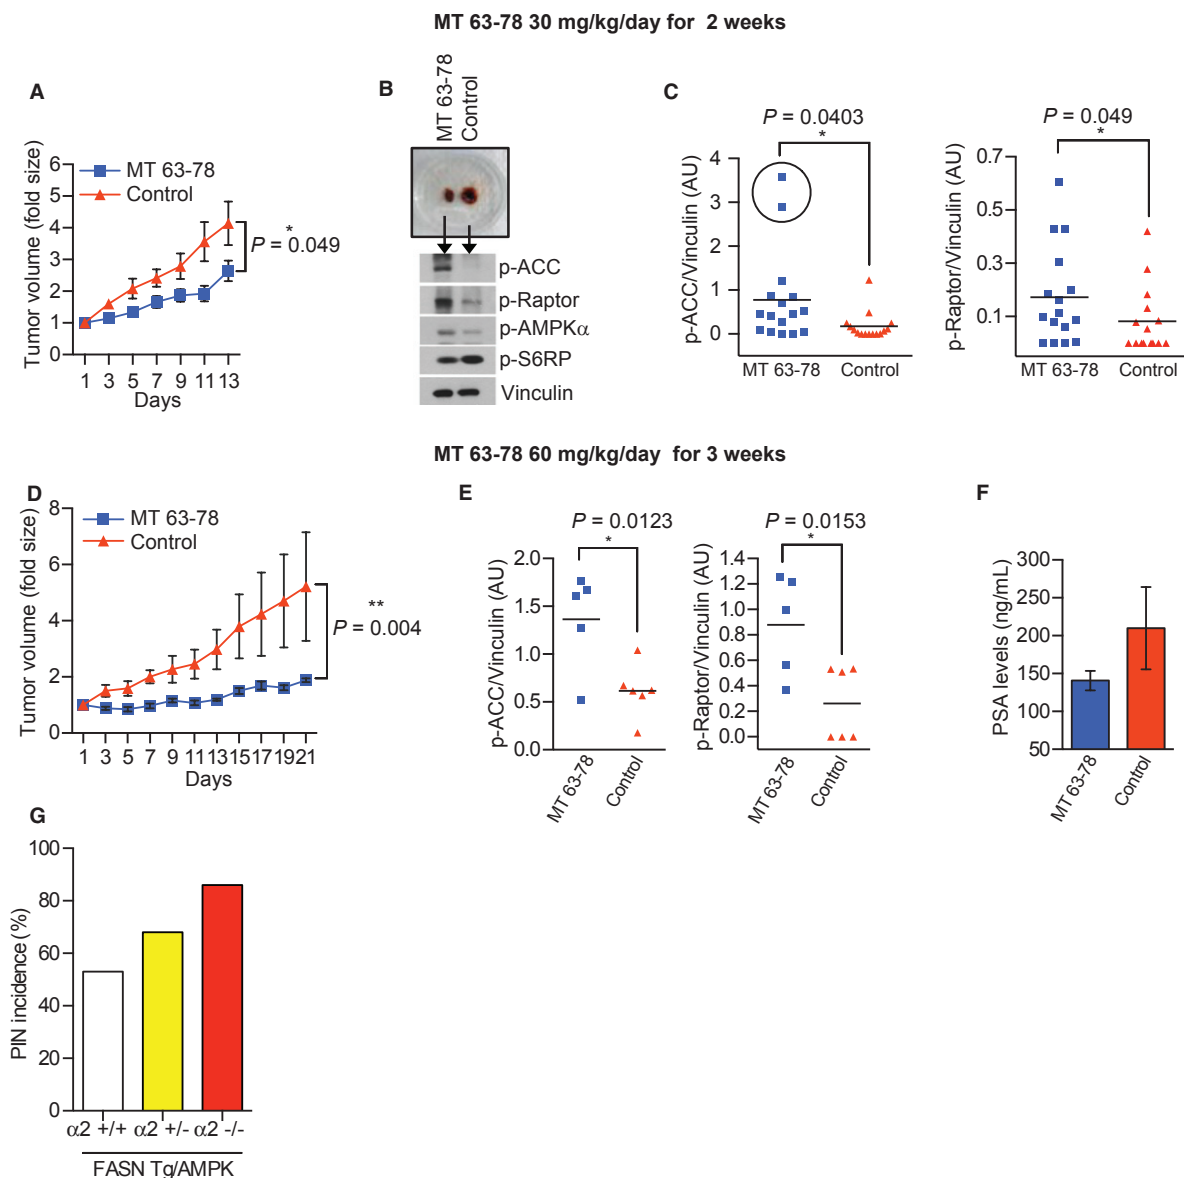 MT 63-78 30 mg/kg/day for 2 weeks
A
Tumor volume (fold size)
6
5
4
3
2
1
0
MT 63-78
Control
*
P = 0.049
1 3 5 7 9 11 13
Days
B
MT 63-78
Control
p-ACC
p-Raptor
p-AMPKα
p-S6RP
Vinculin
C
P = 0.0403
*
p-ACC/Vinculin (AU)
4
3
2
1
0
MT 63-78 Control
P = 0.049
*
p-Raptor/Vinculin (AU)
0.7
0.5
0.3
0.1
MT 63-78 Control
MT 63-78 60 mg/kg/day for 3 weeks
D
Tumor volume (fold size)
8
6
4
2
0
MT 63-78
Control
**
P = 0.004
1 3 5 7 9 11 13 15 17 19 21
Days
E
P = 0.0123
*
p-ACC/Vinculin (AU)
2.0
1.5
1.0
0.5
0.0
MT 63-78
Control
P = 0.0153
*
p-Raptor/Vinculin (AU)
1.4
1.2
1.0
0.8
0.6
0.4
0.2
0.0
MT 63-78
Control
F
PSA levels (ng/mL)
300
250
200
150
100
50
MT 63-78
Control
G
PIN incidence (%)
100
80
60
40
20
0
α2 +/+ α2 +/- α2 -/-
FASN Tg/AMPK